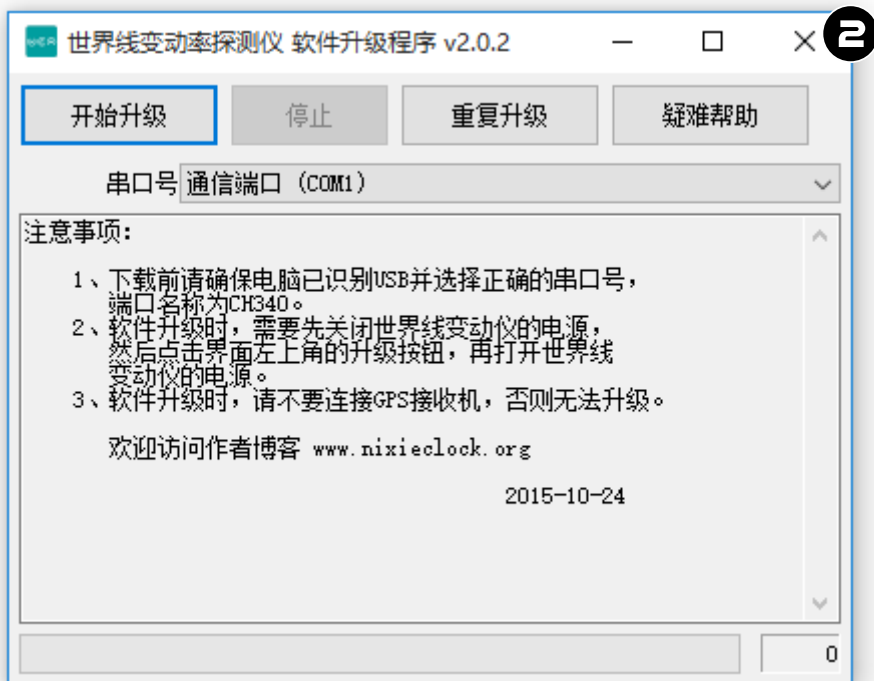 2
WCR 世界线变动率探测仪 软件升级程序 v2.0.2
开始升级 停止 重复升级 疑难帮助
串口号 通信端口 (COM1)
注意事项:
1、下载前请确保电脑已识别USB并选择正确的串口号,
端口名称为CH340。
2、软件升级时,需要先关闭世界线变动仪的电源,
然后点击界面左上角的升级按钮,再打开世界线
变动仪的电源。
3、软件升级时,请不要连接GPS接收机,否则无法升级。
欢迎访问作者博客 www.nixieclock.org
2015-10-24
0